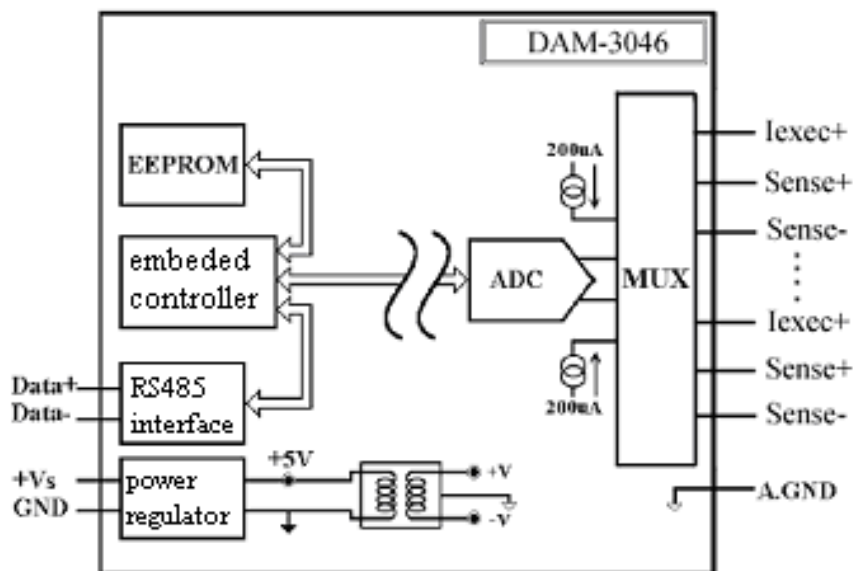 DAM-3046
Iexec+
200uA
Sense+
EEPROM
Sense-
embeded
controller
ADC
MUX
Iexec+
Sense+
200uA
Data+
Data-
RS485
interface
Sense-
+5V
+V
+Vs
GND
power
regulator
-V
A.GND